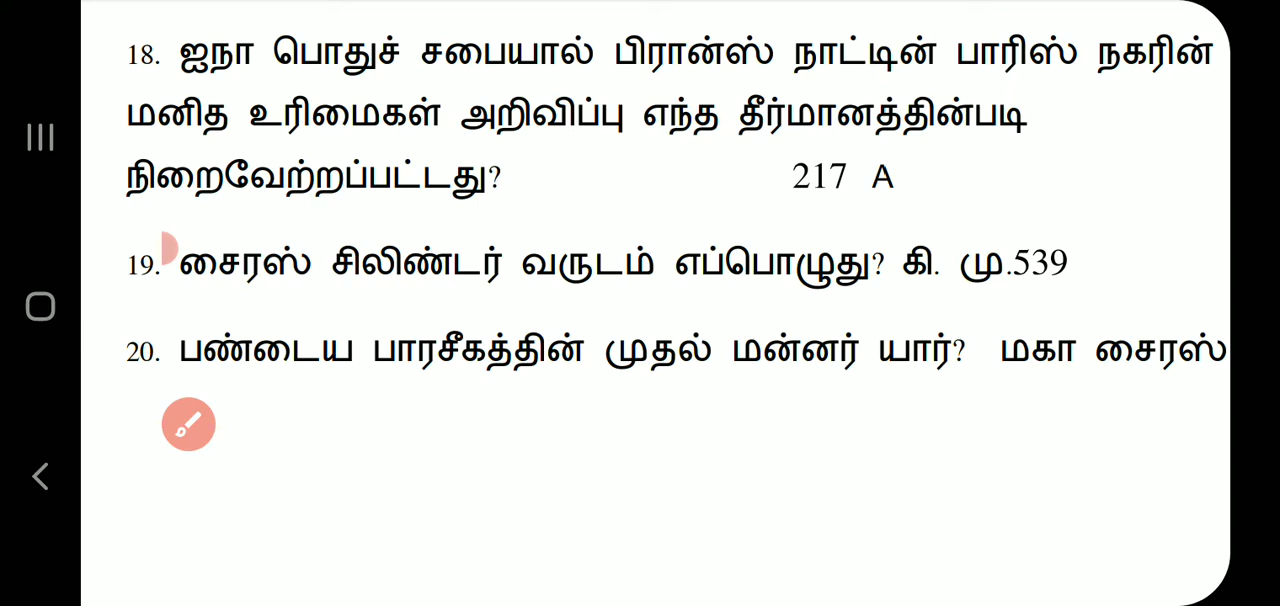 18. ஐநா பொதுச் சபையால் பிரான்ஸ் நாட்டின் பாரிஸ் நகரின்
மனித உரிமைகள் அறிவிப்பு எந்த தீர்மானத்தின்படி
நிறைவேற்றப்பட்டது? 217 A
19. சைரஸ் சிலிண்டர் வருடம் எப்பொழுது? கி. மு.539
20. பண்டைய பாரசீகத்தின் முதல் மன்னர் யார்? மகா சைரஸ்